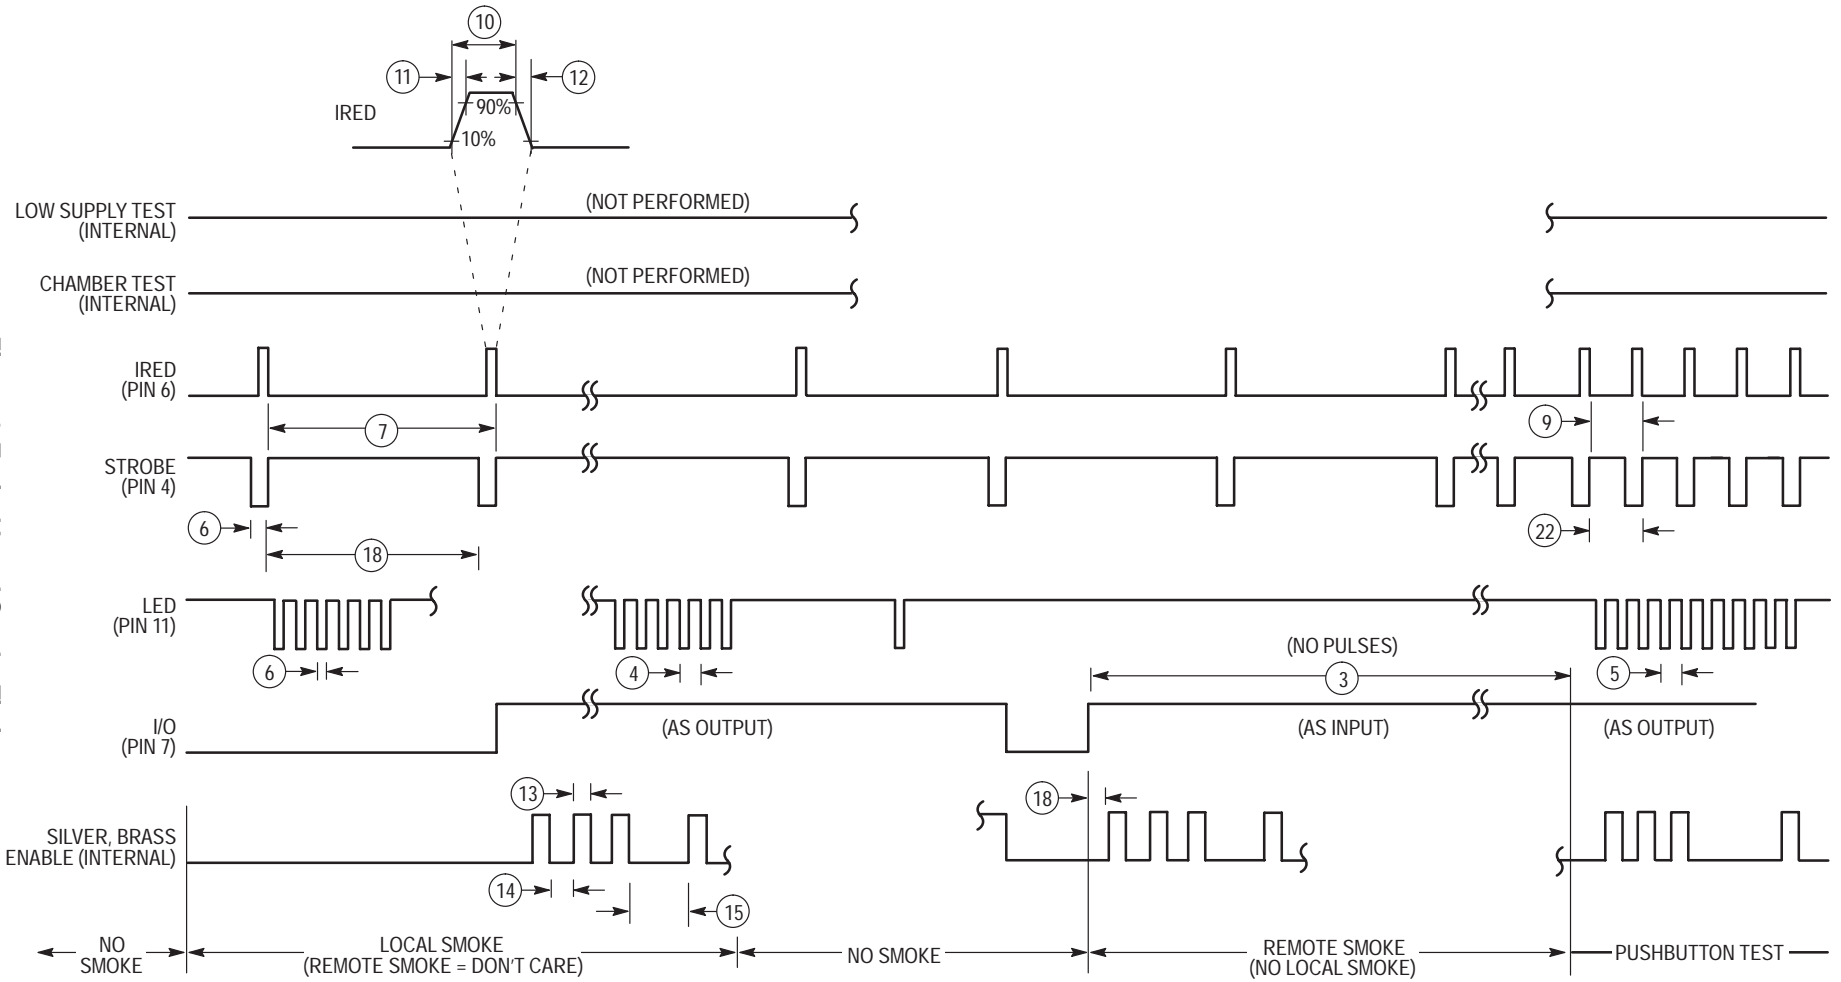 10
11
12
IRED
90%
10%
LOW SUPPLY TEST
(INTERNAL)
(NOT PERFORMED)
CHAMBER TEST
(INTERNAL)
(NOT PERFORMED)
IRED
(PIN 6)
7
9
STROBE
(PIN 4)
6
18
22
LED
(PIN 11)
6
4
(NO PULSES)
3
5
I/O
(PIN 7)
(AS OUTPUT)
(AS INPUT)
(AS OUTPUT)
13
18
SILVER, BRASS
ENABLE (INTERNAL)
14
15
NO
SMOKE
LOCAL SMOKE
(REMOTE SMOKE = DON'T CARE)
NO SMOKE
REMOTE SMOKE
(NO LOCAL SMOKE)
PUSHBUTTON TEST